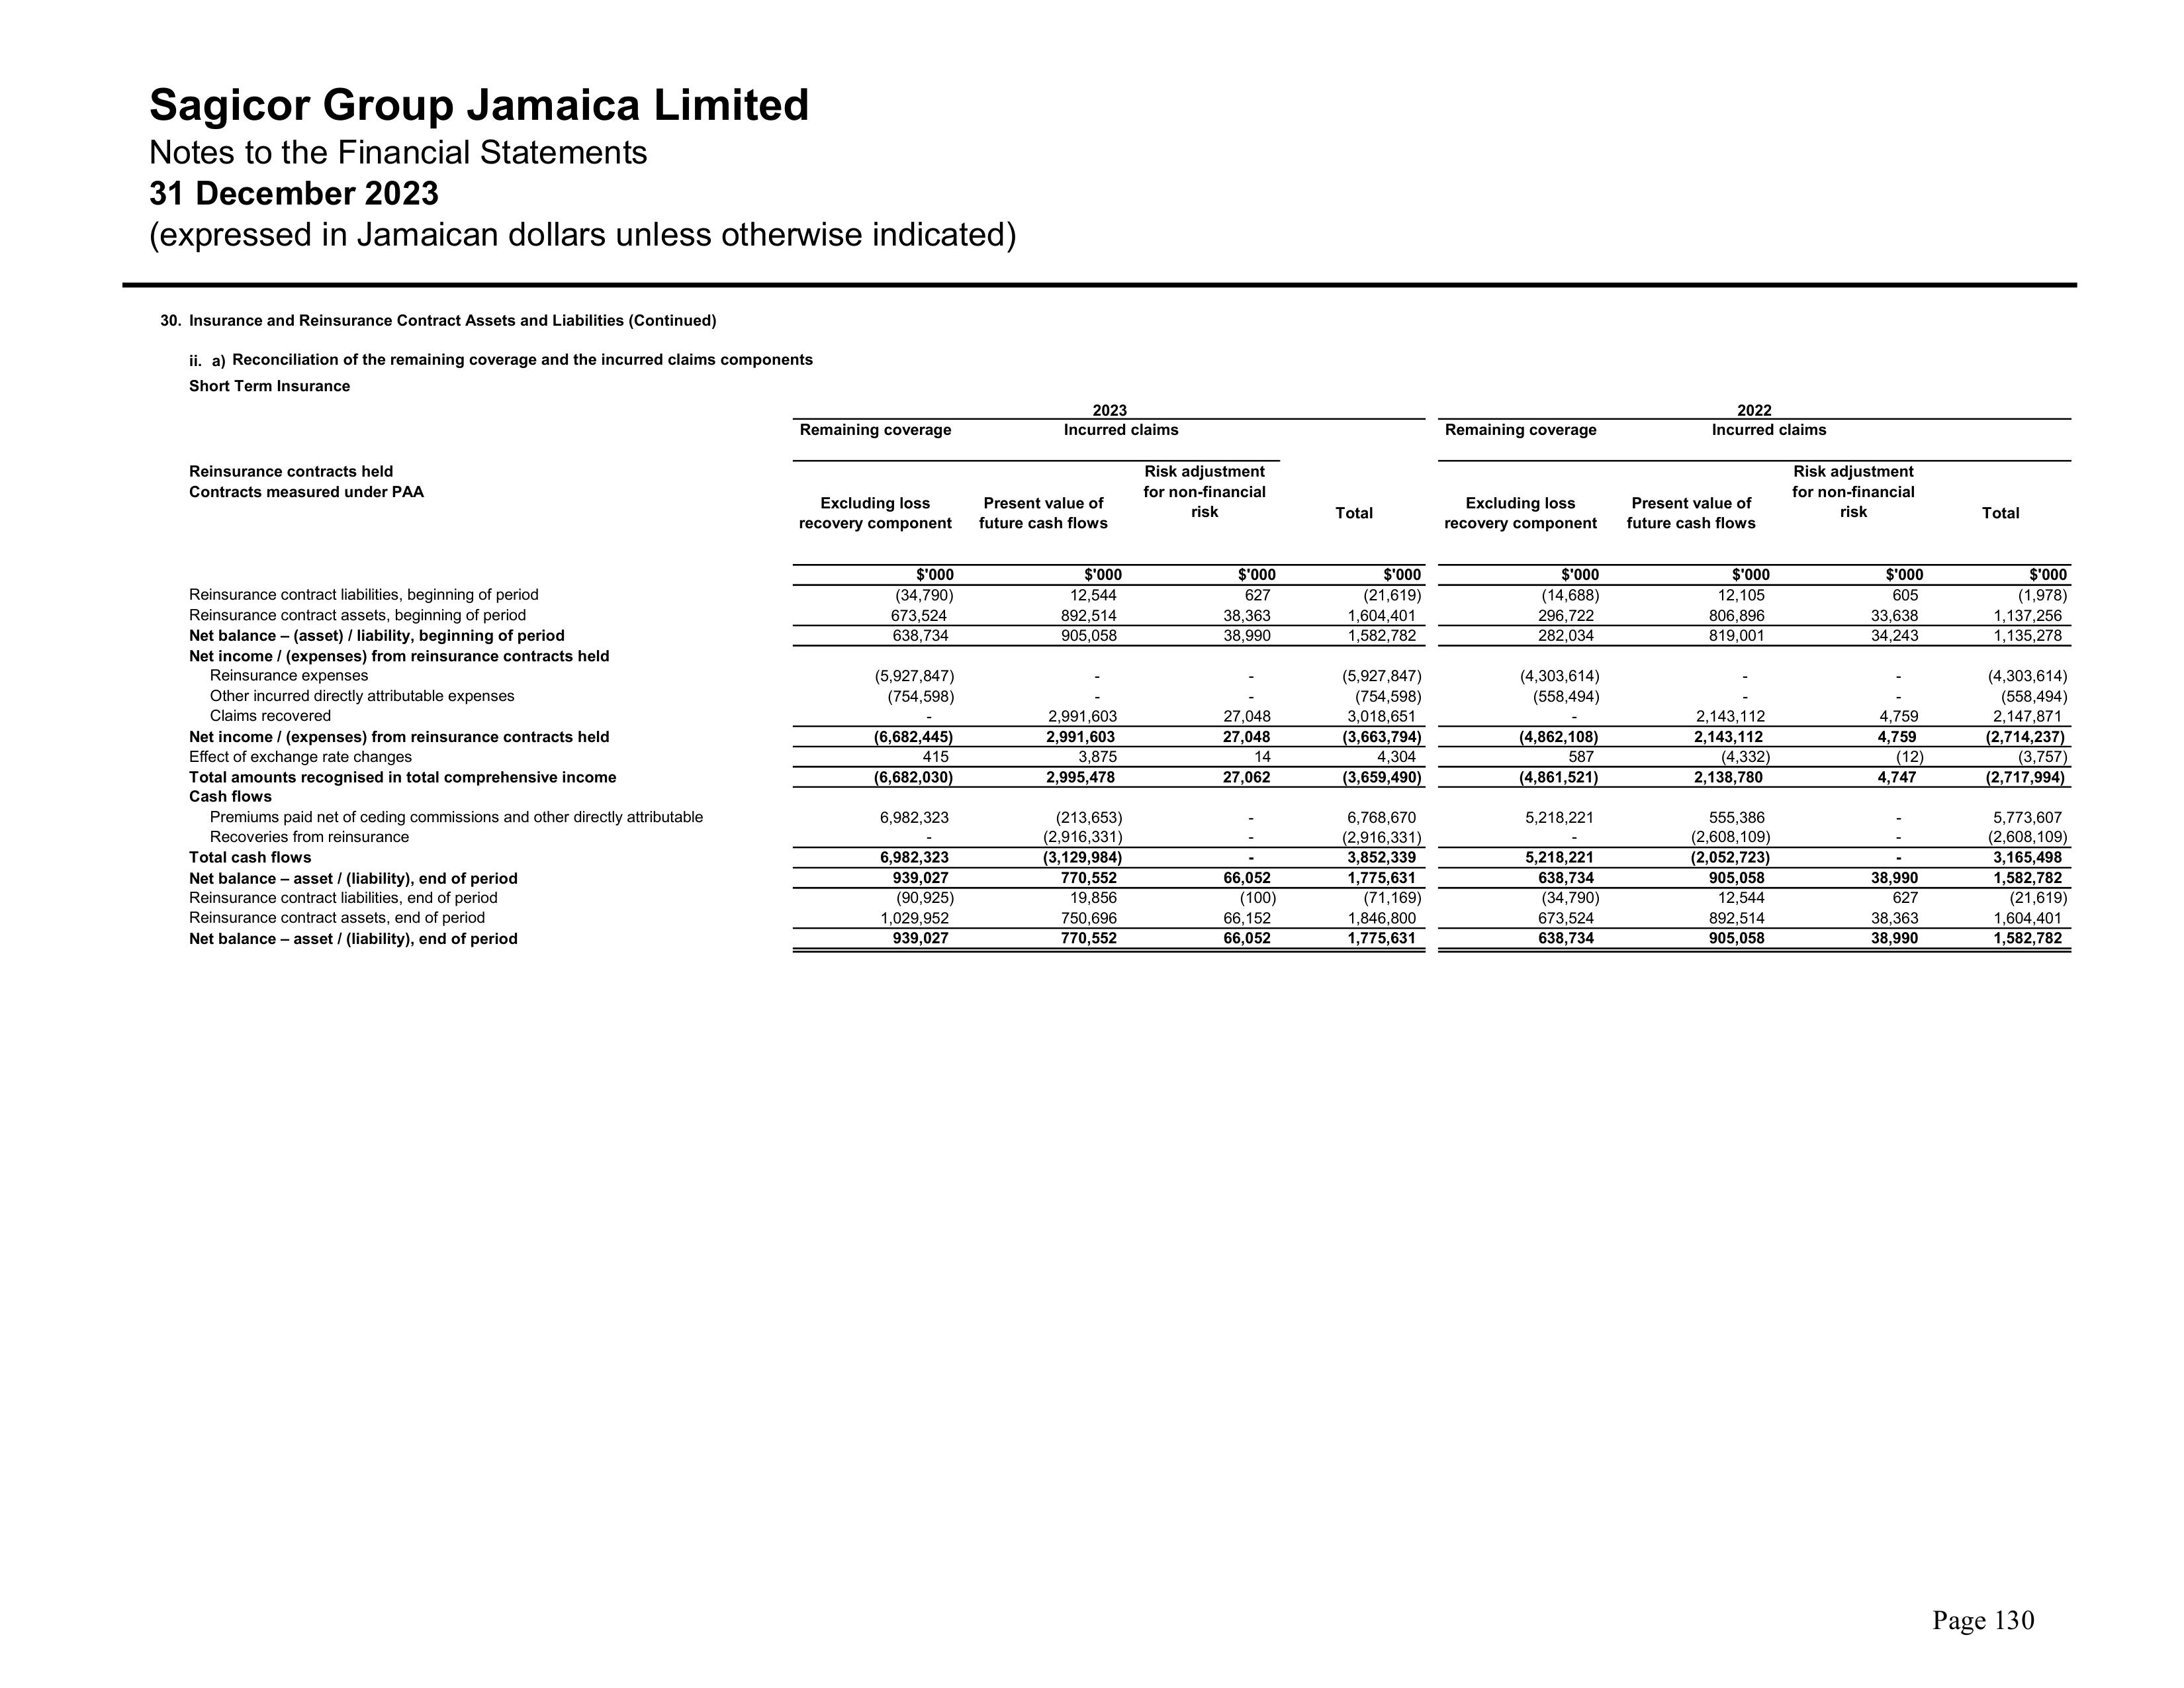 Sagicor Group Jamaica Limited
Notes to the Financial Statements
31 December 2023
(expressed in Jamaican dollars unless otherwise indicated)
30. Insurance and Reinsurance Contract Assets and Liabilities (Continued)
ii. a) Reconciliation of the remaining coverage and the incurred claims components
Short Term Insurance
2023 2022
Remaining coverage Incurred claims Remaining coverage Incurred claims
Reinsurance contracts held Risk adjustment Risk adjustment
Contracts measured under PAA for non-financial for non-financial
Excluding loss Present value of risk Total Excluding loss Present value of risk Total
recovery component future cash flows recovery component future cash flows
$'000 $'000 $'000 $'000 $'000 $'000 $'000 $'000
Reinsurance contract liabilities, beginning of period (34,790) 12,544 627 (21,619) (14,688) 12,105 605 (1,978)
Reinsurance contract assets, beginning of period 673,524 892,514 38,363 1,604,401 296,722 806,896 33,638 1,137,256
Net balance – (asset) / liability, beginning of period 638,734 905,058 38,990 1,582,782 282,034 819,001 34,243 1,135,278
Net income / (expenses) from reinsurance contracts held
Reinsurance expenses (5,927,847) - - (5,927,847) (4,303,614) - - (4,303,614)
Other incurred directly attributable expenses (754,598) - - (754,598) (558,494) - - (558,494)
Claims recovered - 2,991,603 27,048 3,018,651 - 2,143,112 4,759 2,147,871
Net income / (expenses) from reinsurance contracts held (6,682,445) 2,991,603 27,048 (3,663,794) (4,862,108) 2,143,112 4,759 (2,714,237)
Effect of exchange rate changes 415 3,875 14 4,304 587 (4,332) (12) (3,757)
Total amounts recognised in total comprehensive income (6,682,030) 2,995,478 27,062 (3,659,490) (4,861,521) 2,138,780 4,747 (2,717,994)
Cash flows
Premiums paid net of ceding commissions and other directly attributable 6,982,323 (213,653) - 6,768,670 5,218,221 555,386 - 5,773,607
Recoveries from reinsurance - (2,916,331) - (2,916,331) - (2,608,109) - (2,608,109)
Total cash flows 6,982,323 (3,129,984) - 3,852,339 5,218,221 (2,052,723) - 3,165,498
Net balance – asset / (liability), end of period 939,027 770,552 66,052 1,775,631 638,734 905,058 38,990 1,582,782
Reinsurance contract liabilities, end of period (90,925) 19,856 (100) (71,169) (34,790) 12,544 627 (21,619)
Reinsurance contract assets, end of period 1,029,952 750,696 66,152 1,846,800 673,524 892,514 38,363 1,604,401
Net balance – asset / (liability), end of period 939,027 770,552 66,052 1,775,631 638,734 905,058 38,990 1,582,782
Page 130